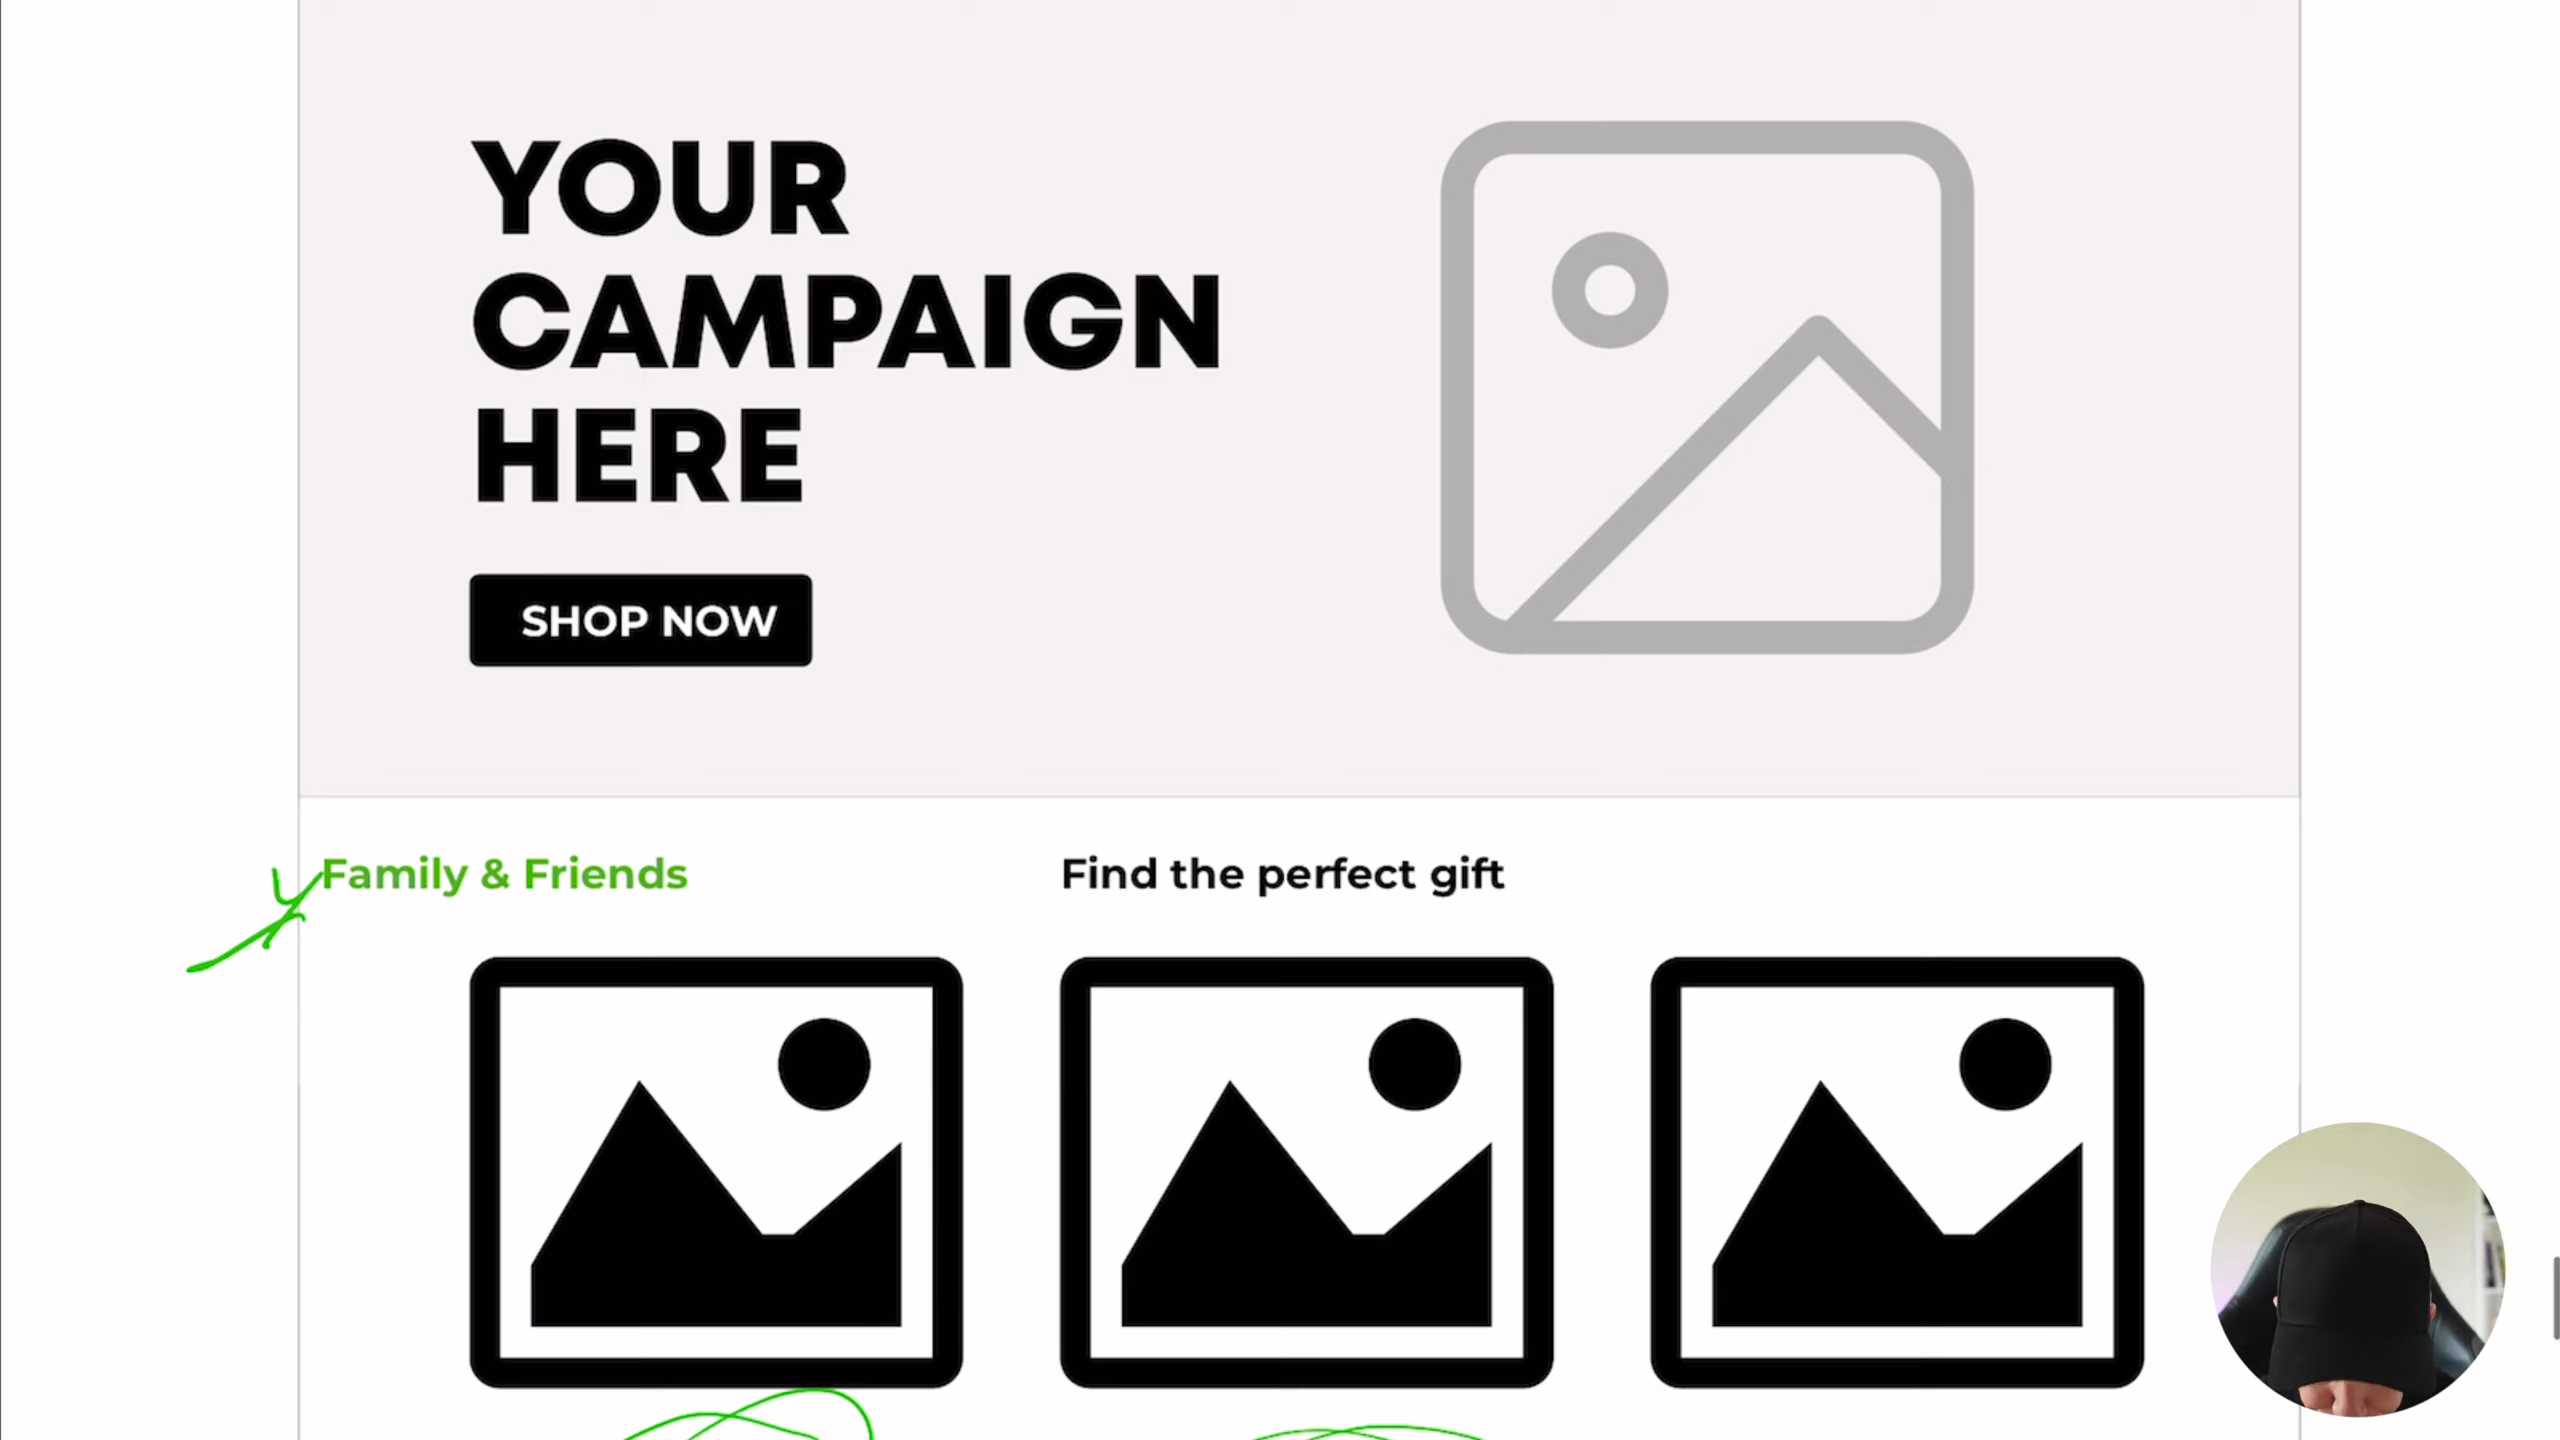 YOUR
CAMPAIGN
HERE
SHOP NOW
Family & Friends
Find the perfect gift